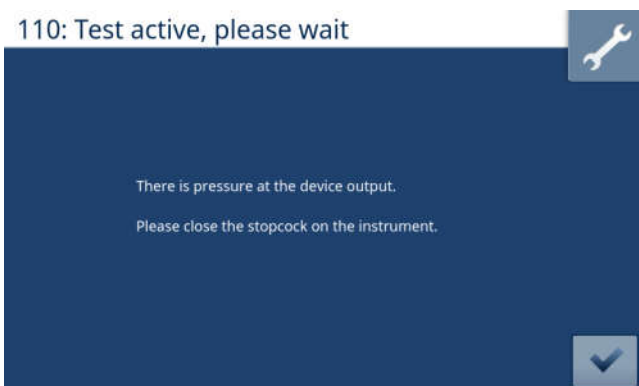 110: Test active, please wait
There is pressure at the device output.
Please close the stopcock on the instrument.